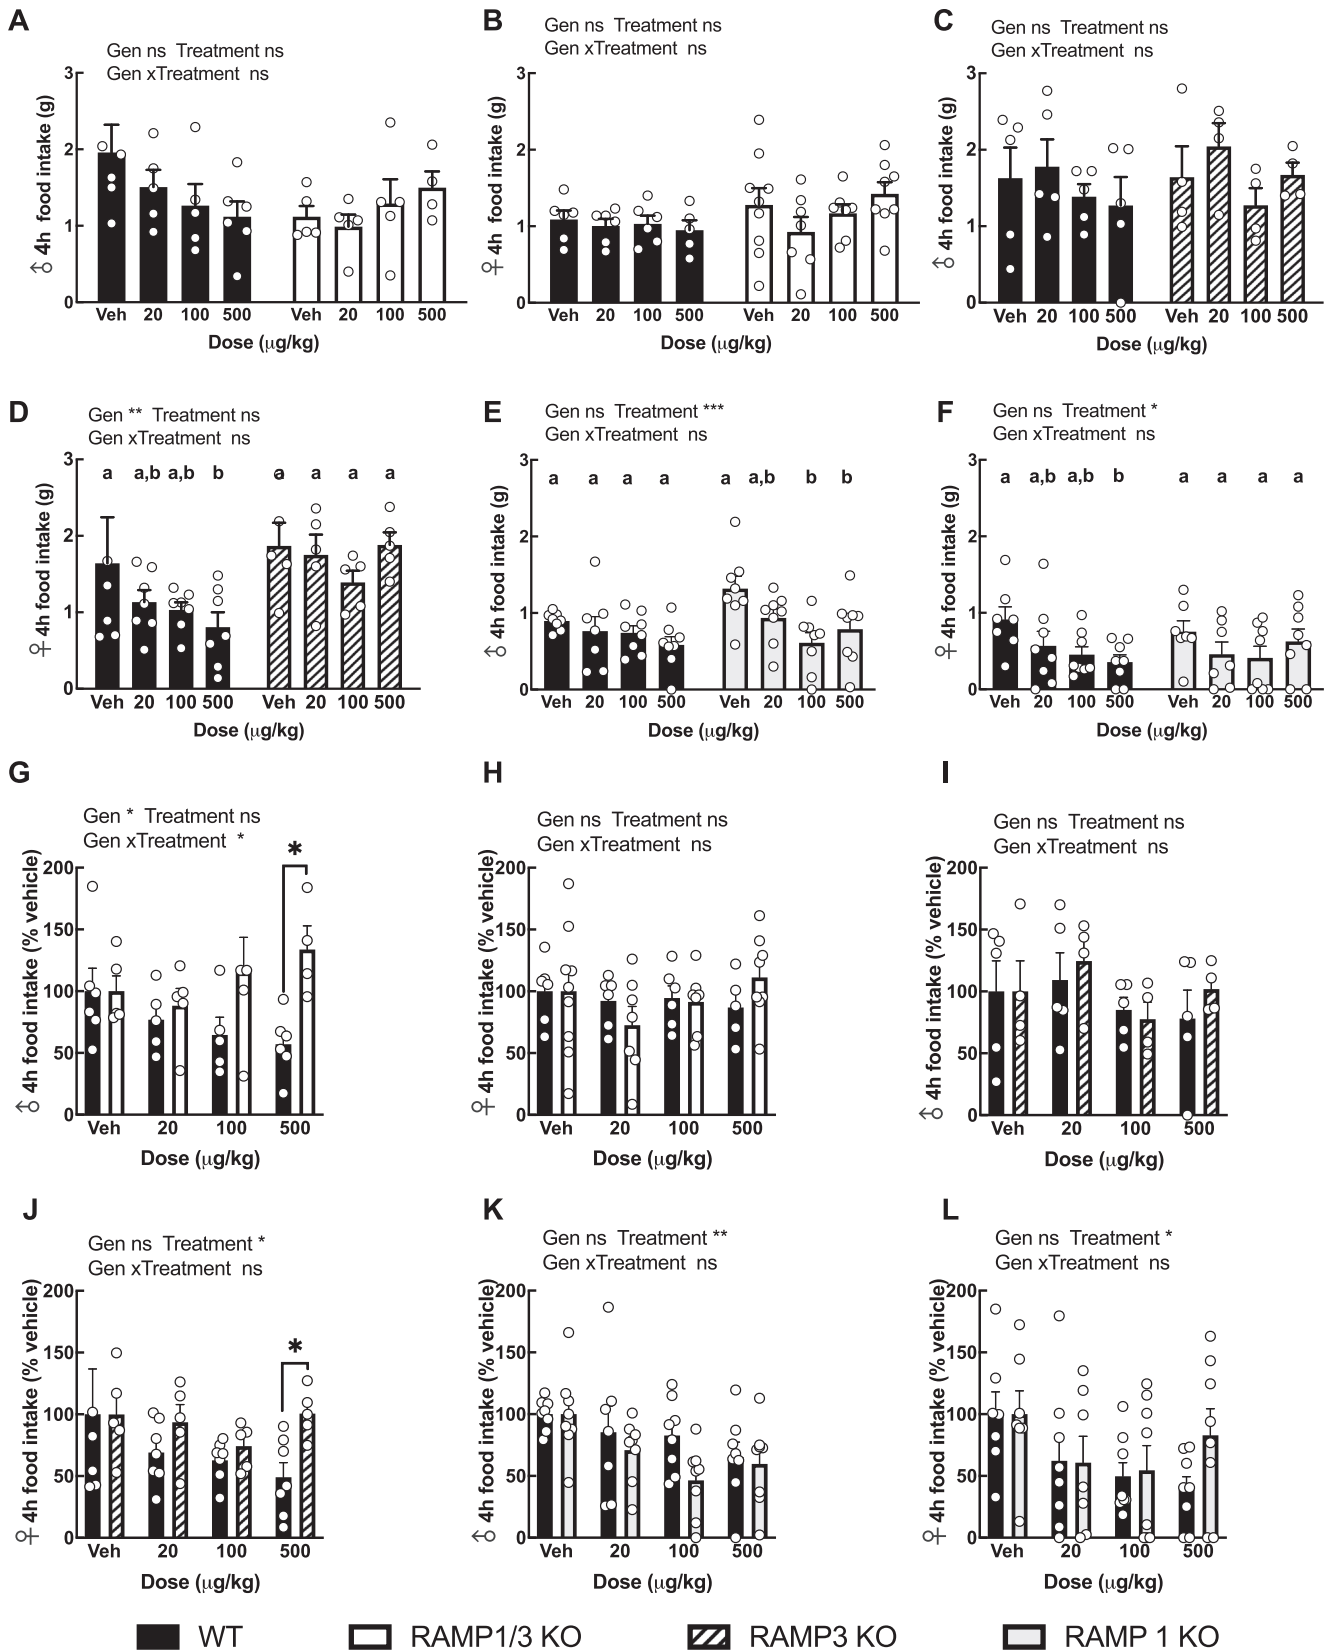 A
Gen ns Treatment ns
Gen xTreatment ns
♂ 4h food intake (g)
3
2
1
0
Veh 20 100 500 Veh 20 100 500
Dose (μg/kg)
B
Gen ns Treatment ns
Gen xTreatment ns
♀ 4h food intake (g)
3
2
1
0
Veh 20 100 500 Veh 20 100 500
Dose (μg/kg)
C
Gen ns Treatment ns
Gen xTreatment ns
♂ 4h food intake (g)
3
2
1
0
Veh 20 100 500 Veh 20 100 500
Dose (μg/kg)
D
Gen ** Treatment ns
Gen xTreatment ns
♀ 4h food intake (g)
3
2
1
0
a a,b a,b b a a a a
Veh 20 100 500 Veh 20 100 500
Dose (μg/kg)
E
Gen ns Treatment ***
Gen xTreatment ns
♂ 4h food intake (g)
3
2
1
0
a a a a a a,b b b
Veh 20 100 500 Veh 20 100 500
Dose (μg/kg)
F
Gen ns Treatment *
Gen xTreatment ns
♀ 4h food intake (g)
3
2
1
0
a a,b a,b b a a a a
Veh 20 100 500 Veh 20 100 500
Dose (μg/kg)
G
Gen * Treatment ns
Gen xTreatment *
♂ 4h food intake (% vehicle)
200
150
100
50
0
*
Veh 20 100 500
Dose (μg/kg)
H
Gen ns Treatment ns
Gen xTreatment ns
♀ 4h food intake (% vehicle)
200
150
100
50
0
Veh 20 100 500
Dose (μg/kg)
I
Gen ns Treatment ns
Gen xTreatment ns
♂ 4h food intake (% vehicle)
200
150
100
50
0
Veh 20 100 500
Dose (μg/kg)
J
Gen ns Treatment *
Gen xTreatment ns
♀ 4h food intake (% vehicle)
200
150
100
50
0
*
Veh 20 100 500
Dose (μg/kg)
K
Gen ns Treatment **
Gen xTreatment ns
♂ 4h food intake (% vehicle)
200
150
100
50
0
Veh 20 100 500
Dose (μg/kg)
L
Gen ns Treatment *
Gen xTreatment ns
♀ 4h food intake (% vehicle)
200
150
100
50
0
Veh 20 100 500
Dose (μg/kg)
WT RAMP1/3 KO RAMP3 KO RAMP 1 KO